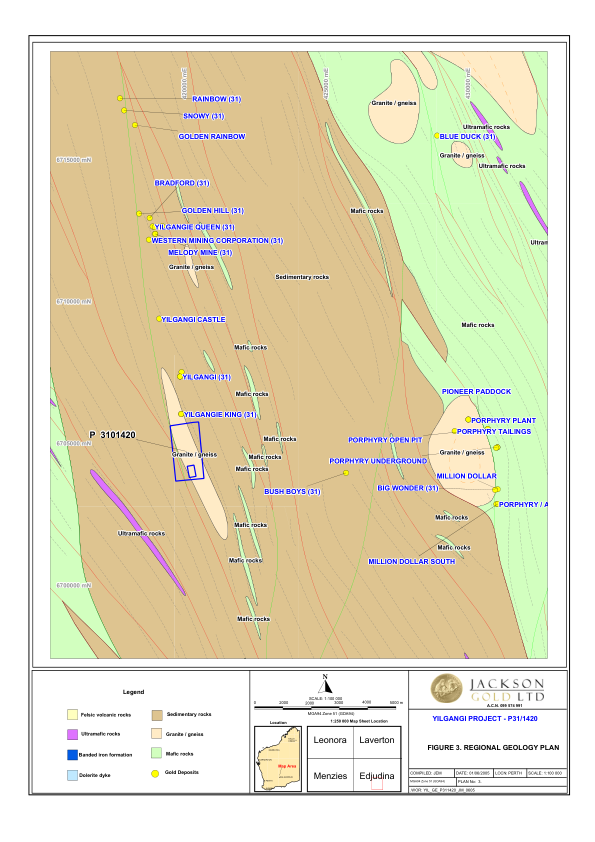 420000 mE
425000 mE
430000 mE
RAINBOW (31)
SNOWY (31)
GOLDEN RAINBOW
Granite / gneiss
Ultramafic rocks
BLUE DUCK (31)
Granite / gneiss
Ultramafic rocks
6715000 mN
BRADFORD (31)
GOLDEN HILL (31)
Mafic rocks
YILGANGIE QUEEN (31)
WESTERN MINING CORPORATION (31)
Ultram
MELODY MINE (31)
Granite / gneiss
Sedimentary rocks
6710000 mN
YILGANGI CASTLE
Mafic rocks
Mafic rocks
YILGANGI (31)
Mafic rocks
PIONEER PADDOCK
YILGANGIE KING (31)
PORPHYRY PLANT
PORPHYRY TAILINGS
P 3101420
Mafic rocks
PORPHYRY OPEN PIT
6705000 mN
Granite / gneiss
Mafic rocks
Granite / gneiss
PORPHYRY UNDERGROUND
Mafic rocks
MILLION DOLLAR
BUSH BOYS (31)
BIG WONDER (31)
PORPHYRY / A
Mafic rocks
Mafic rocks
Ultramafic rocks
Mafic rocks
Mafic rocks
MILLION DOLLAR SOUTH
6700000 mN
Mafic rocks
Legend
Felsic volcanic rocks
Sedimentary rocks
Ultramafic rocks
Granite / gneiss
Banded iron formation
Mafic rocks
Dolerite dyke
Gold Deposits
N
SCALE: 1:100 000
0
2000
3000
4000
6000 m
MGA94 Zone 51 (GDA94)
Location
1:250 000 Map Sheet Location
Map Area
Leonora
Laverton
Menzies
Edjudina
JACKSON
GOLD LTD
A.C.N. 095 574 891
YILGANGI PROJECT - P31/1420
FIGURE 3. REGIONAL GEOLOGY PLAN
COMPILED: JEW
DATE: 01/06/2005
LOCN: PERTH
SCALE: 1:100 000
MGA94 Zone 51 (GDA94)
PLAN No: 3.